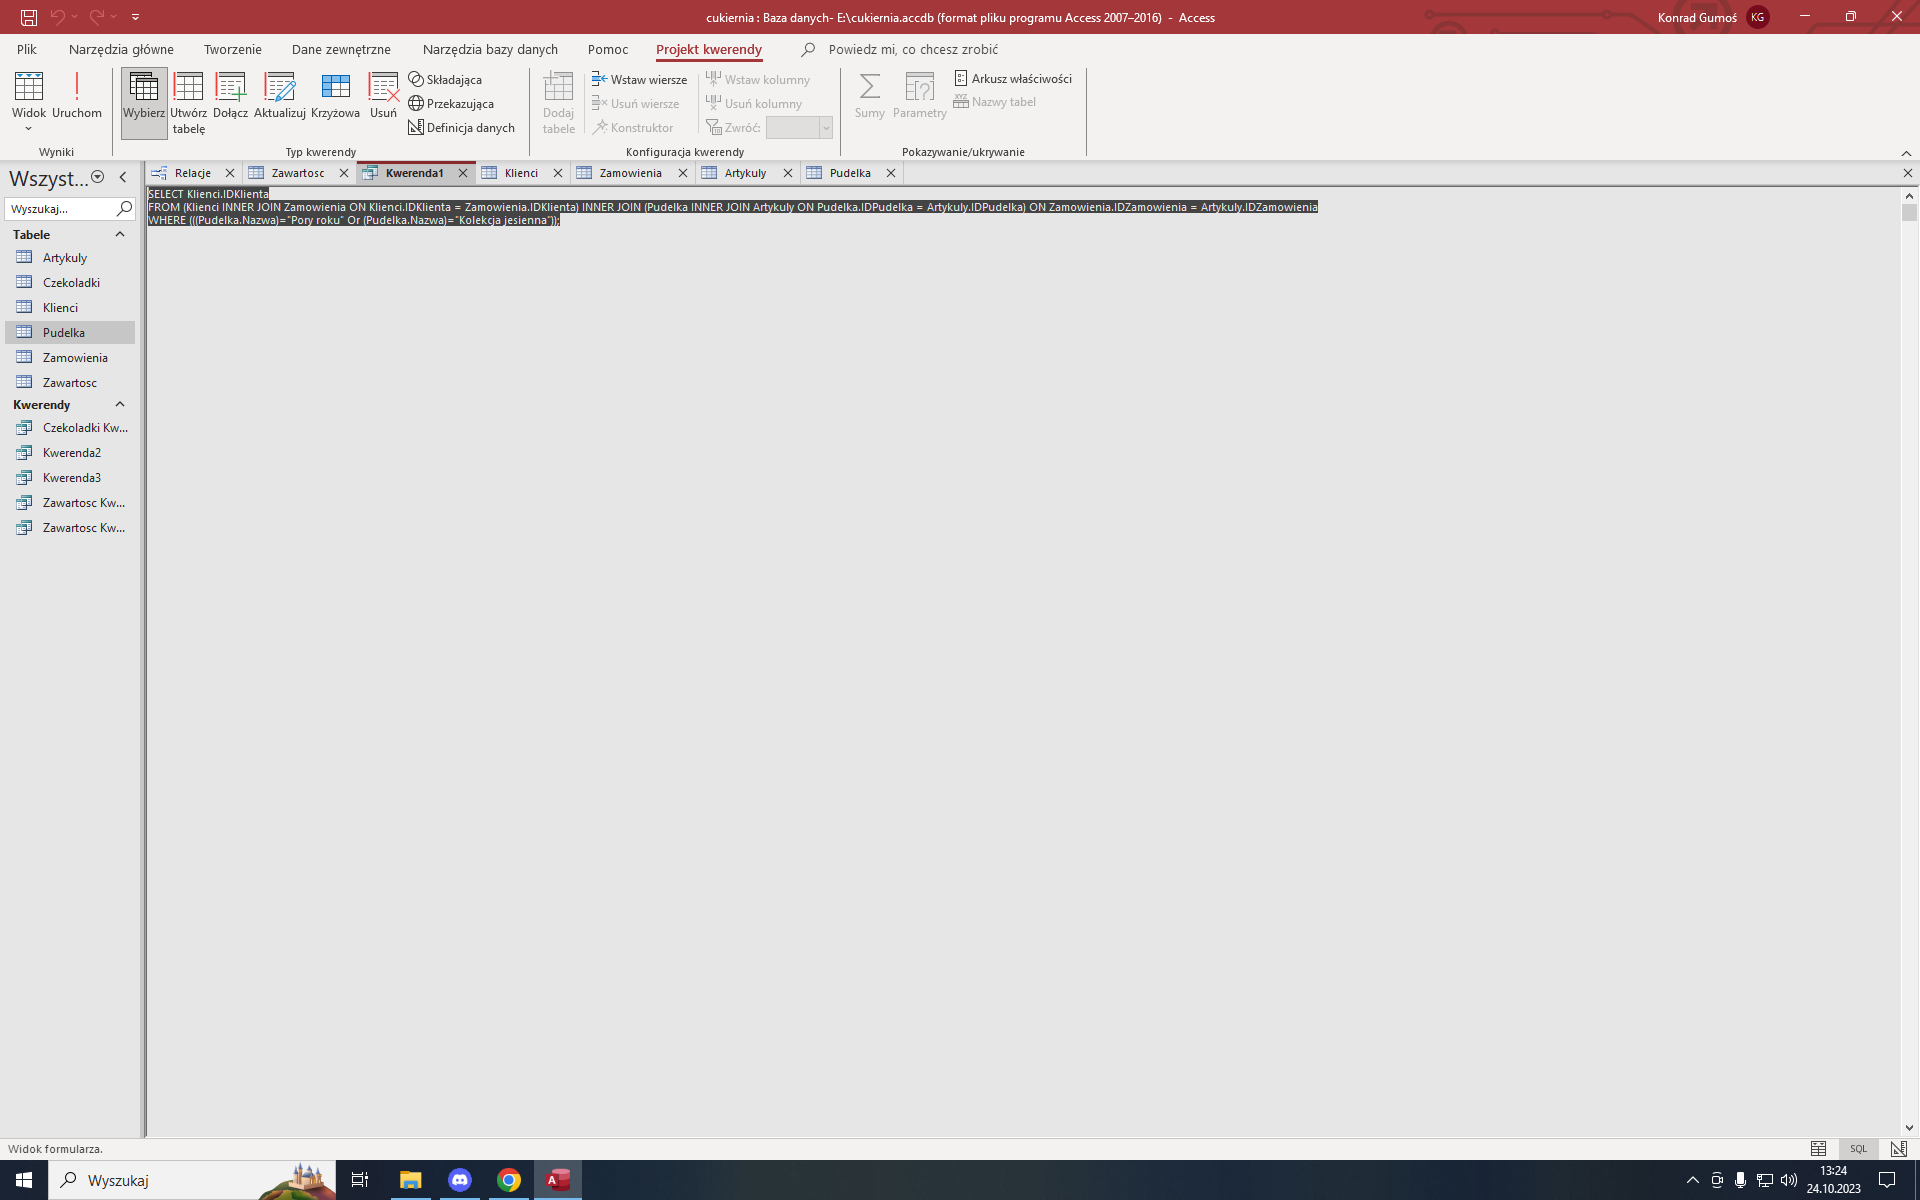 cukiernia : Baza danych- E:\cukiernia.accdb (format pliku programu Access 2007–2016) - Access
Konrad Gumoś KG
Plik Narzędzia główne Tworzenie Dane zewnętrzne Narzędzia bazy danych Pomoc Projekt kwerendy Powiedz mi, co chcesz zrobić
Widok
Uruchom
Wyniki
Wybierz
Utwórz tabelę
Dołącz
Aktualizuj
Krzyżowa
Usuń
Składająca
Przekazująca
Definicja danych
Typ kwerendy
Dodaj tabele
Wstaw wiersze
Usuń wiersze
Konstruktor
Wstaw kolumny
Usuń kolumny
Zwróć:
Konfiguracja kwerendy
Sumy
Parametry
Arkusz właściwości
Nazwy tabel
Pokazywanie/ukrywanie
Wszyst...
Wyszukaj...
Tabele
Artykuly
Czekoladki
Klienci
Pudelka
Zamowienia
Zawartosc
Kwerendy
Czekoladki Kw...
Kwerenda2
Kwerenda3
Zawartosc Kw...
Zawartosc Kw...
Relacje Zawartosc Kwerenda1 Klienci Zamowienia Artykuly Pudelka
SELECT Klienci.IDKlienta
FROM (Klienci INNER JOIN Zamowienia ON Klienci.IDKlienta = Zamowienia.IDKlienta) INNER JOIN (Pudelka INNER JOIN Artykuly ON Pudelka.IDPudelka = Artykuly.IDPudelka) ON Zamowienia.IDZamowienia = Artykuly.IDZamowienia
WHERE (((Pudelka.Nazwa)="Pory roku" Or (Pudelka.Nazwa)="Kolekcja jesienna"));
Widok formularza.
SQL
Wyszukaj
13:24
24.10.2023